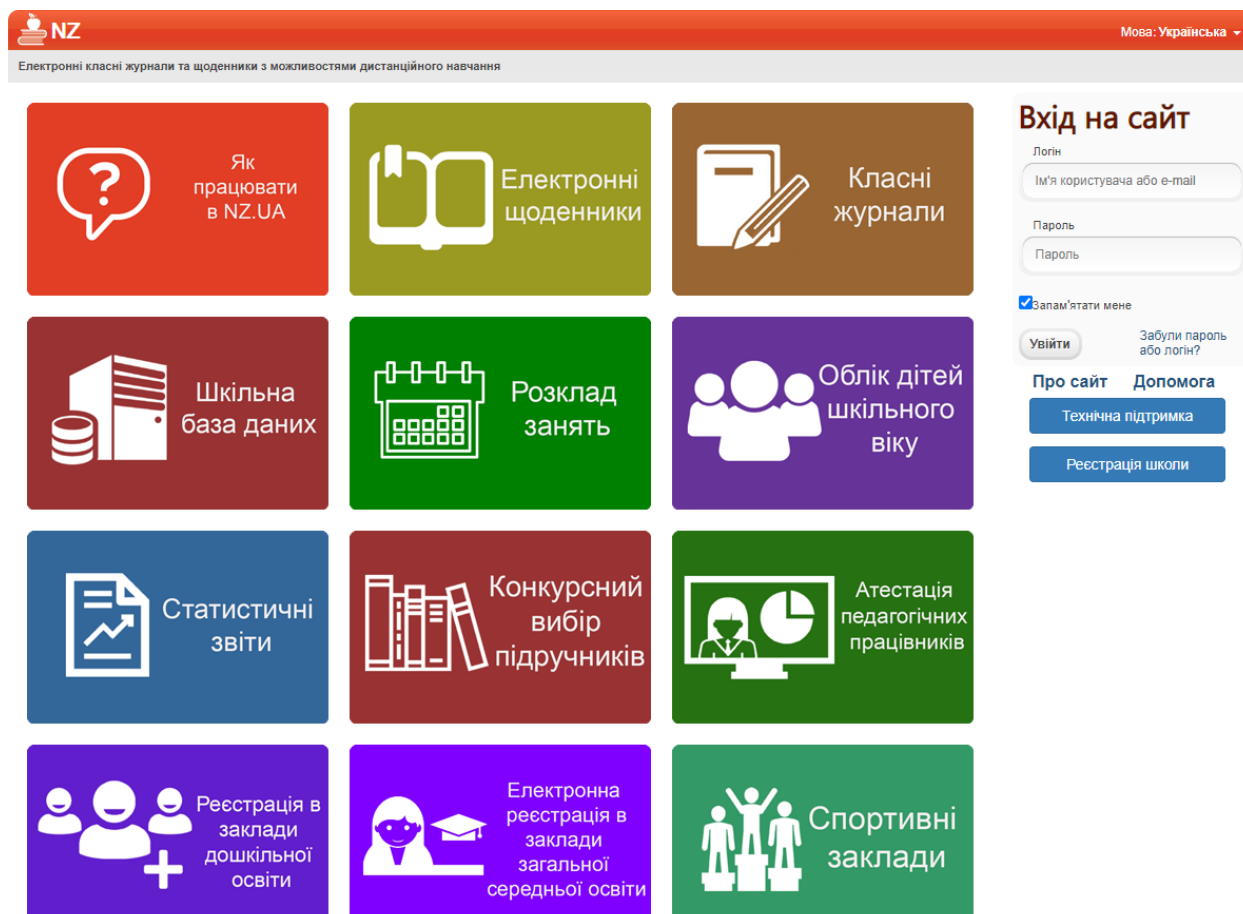 NZ
Мова: Українська
Електронні класні журнали та щоденники з можливостями дистанційного навчання
Як
працювати
в NZ.UA
Електронні
щоденники
Класні
журнали
Шкільна
база даних
Розклад
занять
Облік дітей
шкільного
віку
Статистичні
звіти
Конкурсний
вибір
підручників
Атестація
педагогічних
працівників
Реєстрація в
заклади
дошкільної
освіти
Електронна
реєстрація в
заклади
загальної
середньої освіти
Спортивні
заклади
Вхід на сайт
Логін
Ім'я користувача або e-mail
Пароль
Пароль
Запам'ятати мене
Увійти
Забули пароль
або логін?
Про сайт Допомога
Технічна підтримка
Реєстрація школи